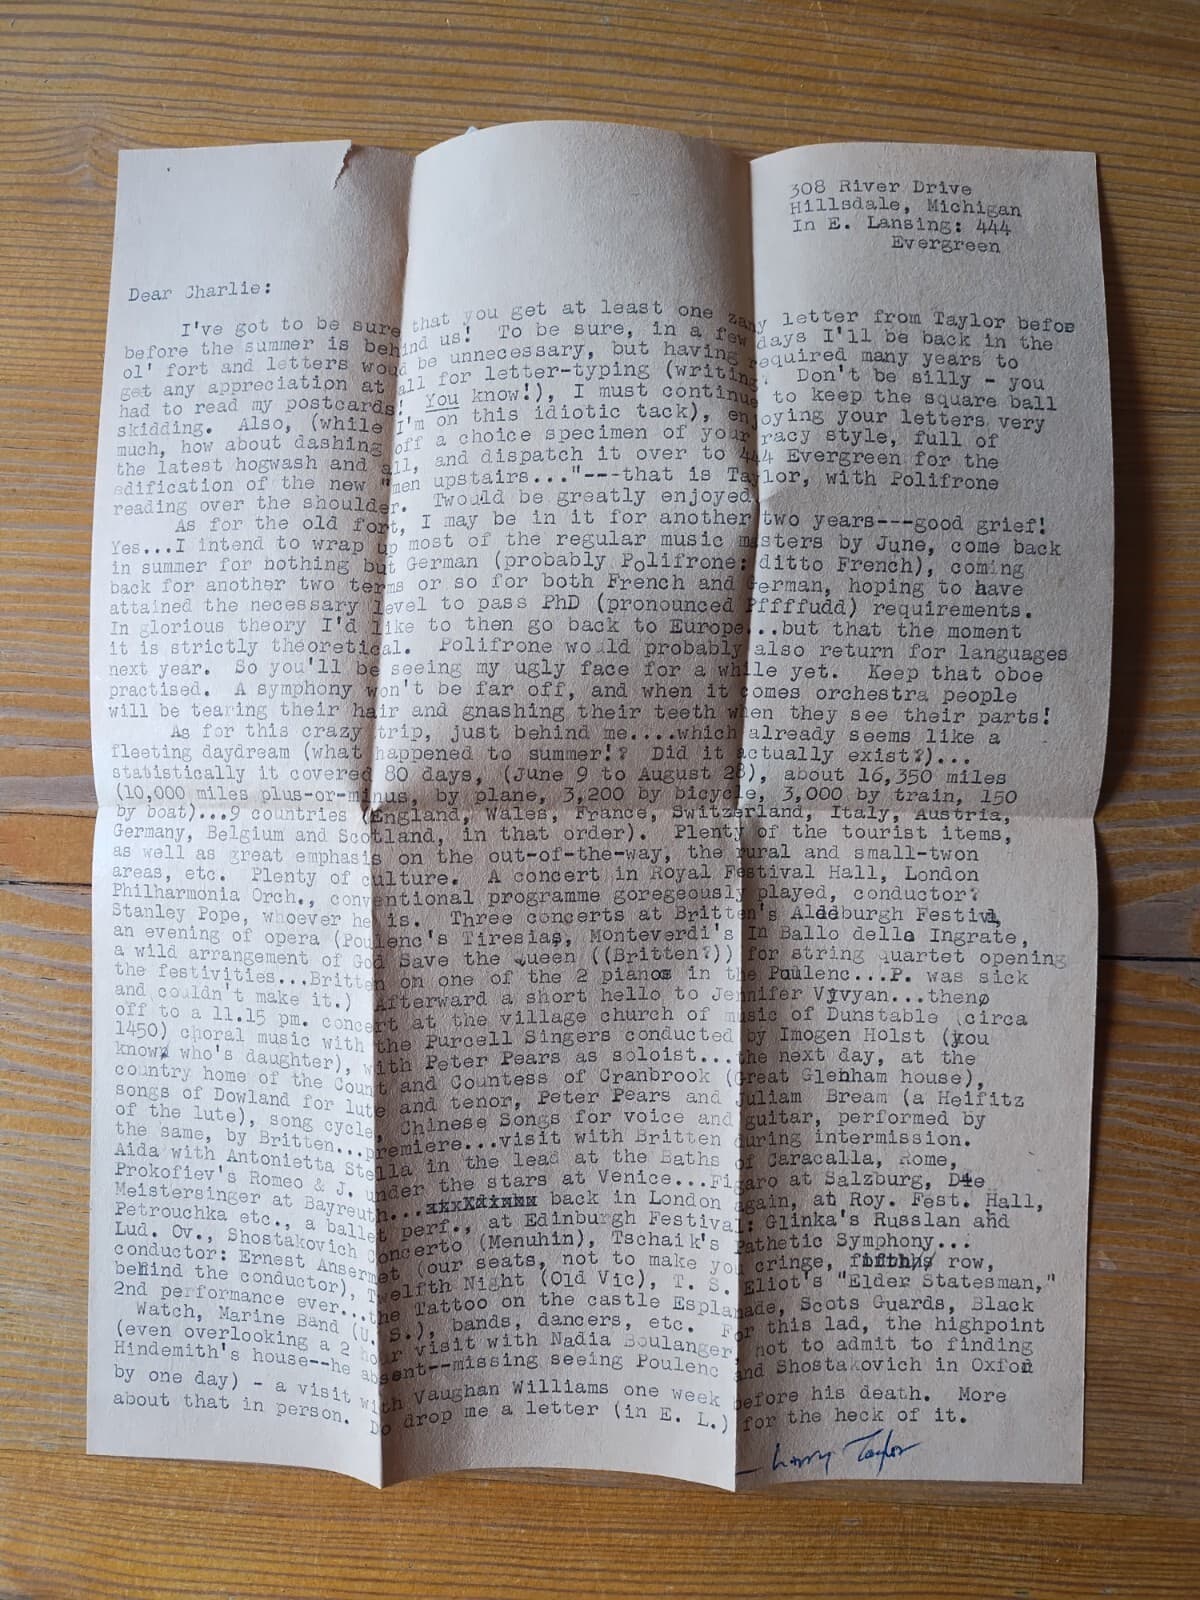 308 River Drive
Hillsdale, Michigan
In E. Lansing: 444
Evergreen
Dear Charlie:
I've got to be sure that you get at least one zany letter from Taylor befoe
before the summer is behind us! To be sure, in a few days I'll be back in the
ol' fort and letters woud be unnecessary, but having required many years to
get any appreciation at all for letter-typing (writing? Don't be silly - you
had to read my postcards! You know!), I must continue to keep the square ball
skidding. Also, (while I'm on this idiotic tack), enjoying your letters very
much, how about dashing off a choice specimen of your racy style, full of
the latest hogwash and all, and dispatch it over to 444 Evergreen for the
edification of the new "men upstairs..."---that is Taylor, with Polifrone
reading over the shoulder. Twould be greatly enjoyed.
As for the old fort, I may be in it for another two years---good grief!
Yes...I intend to wrap up most of the regular music masters by June, come back
in summer for bothing but German (probably Polifrone: ditto French), coming
back for another two terms or so for both French and German, hoping to have
attained the necessary level to pass PhD (pronounced Pffffudd) requirements.
In glorious theory I'd like to then go back to Europe...but that the moment
it is strictly theoretical. Polifrone would probably also return for languages
next year. So you'll be seeing my ugly face for a while yet. Keep that oboe
practised. A symphony won't be far off, and when it comes orchestra people
will be tearing their hair and gnashing their teeth when they see their parts!
As for this crazy trip, just behind me....which already seems like a
fleeting daydream (what happened to summer!? Did it actually exist?)...
statistically it covered 80 days, (June 9 to August 28), about 16,350 miles
(10,000 miles plus-or-minus, by plane, 3,200 by bicycle, 3,000 by train, 150
by boat)...9 countries (England, Wales, France, Switzerland, Italy, Austria,
Germany, Belgium and Scotland, in that order). Plenty of the tourist items,
as well as great emphasis on the out-of-the-way, the rural and small-twon
areas, etc. Plenty of culture. A concert in Royal Festival Hall, London
Philharmonia Orch., conventional programme goregeously played, conductor?
Stanley Pope, whoever he is. Three concerts at Britten's Aldeburgh Festivl,
an evening of opera (Poulenc's Tiresias, Monteverdi's In Ballo della Ingrate,
a wild arrangement of God Save the Queen ((Britten?)) for string quartet opening
the festivities...Britten on one of the 2 pianos in the Poulenc...P. was sick
and couldn't make it.) Afterward a short hello to Jennifer Vyvyan...then
off to a 11.15 pm. concert at the village church of music of Dunstable (circa
1450) choral music with the Purcell Singers conducted by Imogen Holst (you
know who's daughter), with Peter Pears as soloist...the next day, at the
country home of the Count and Countess of Cranbrook (Great Glenham house),
songs of Dowland for lute and tenor, Peter Pears and Juliam Bream (a Heifitz
of the lute), song cycle, Chinese Songs for voice and guitar, performed by
the same, by Britten...premiere...visit with Britten during intermission.
Aida with Antonietta Stella in the lead at the Baths of Caracalla, Rome,
Prokofiev's Romeo & J. under the stars at Venice...Figaro at Salzburg, Die
Meistersinger at Bayreuth... back in London again, at Roy. Fest. Hall,
Petrouchka etc., a ballet perf., at Edinburgh Festival: Glinka's Russlan and
Lud. Ov., Shostakovich Concerto (Menuhin), Tschaik's Pathetic Symphony...
conductor: Ernest Ansermet (our seats, not to make you cringe, row,
behind the conductor), Twelfth Night (Old Vic), T. S. Eliot's "Elder Statesman,"
2nd performance ever...the Tattoo on the castle Esplanade, Scots Guards, Black
Watch, Marine Band (U. S.), bands, dancers, etc. For this lad, the highpoint
(even overlooking a 2 hour visit with Nadia Boulanger, not to admit to finding
Hindemith's house--he absent--missing seeing Poulenc and Shostakovich in Oxford
by one day) - a visit with Vaughan Williams one week before his death. More
about that in person. Do drop me a letter (in E. L.) for the heck of it.
— Larry Taylor